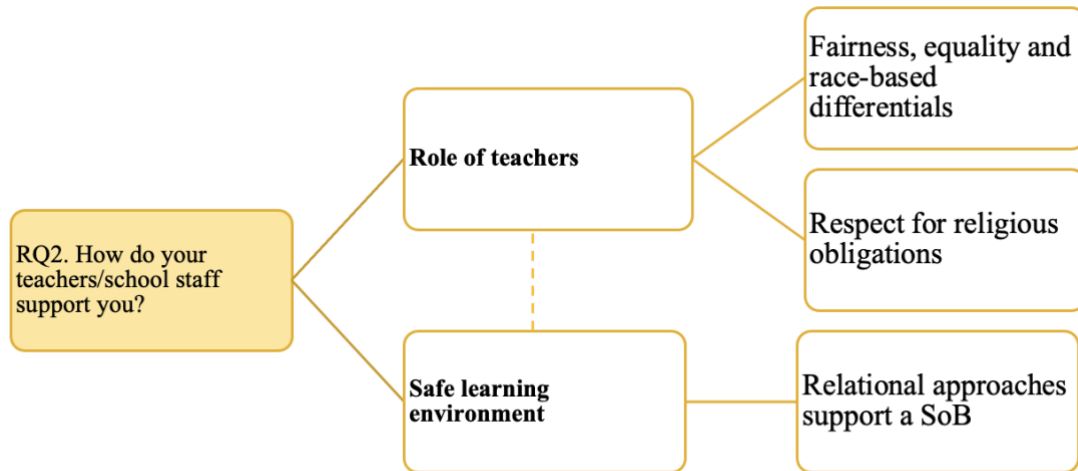 RQ2. How do your
teachers/school staff
support you?
Role of teachers
Fairness, equality and
race-based
differentials
Respect for religious
obligations
Safe learning
environment
Relational approaches
support a SoB